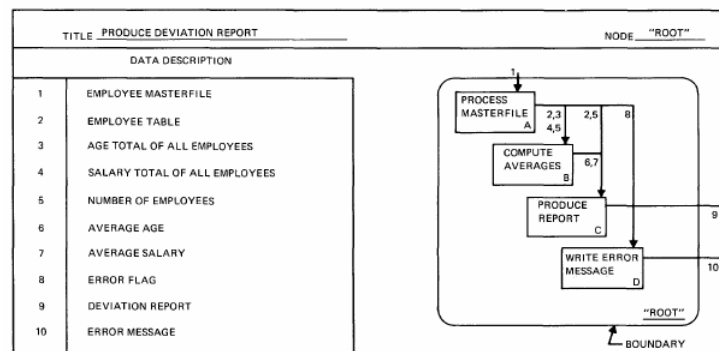 TITLE PRODUCE DEVIATION REPORT
NODE "ROOT"
DATA DESCRIPTION
1 EMPLOYEE MASTERFILE
2 EMPLOYEE TABLE
3 AGE TOTAL OF ALL EMPLOYEES
4 SALARY TOTAL OF ALL EMPLOYEES
5 NUMBER OF EMPLOYEES
6 AVERAGE AGE
7 AVERAGE SALARY
8 ERROR FLAG
9 DEVIATION REPORT
10 ERROR MESSAGE
1
PROCESS
MASTERFILE
A
2,3
4,5
2,5
8
COMPUTE
AVERAGES
B
6,7
PRODUCE
REPORT
C
9
WRITE ERROR
MESSAGE
D
10
"ROOT"
BOUNDARY